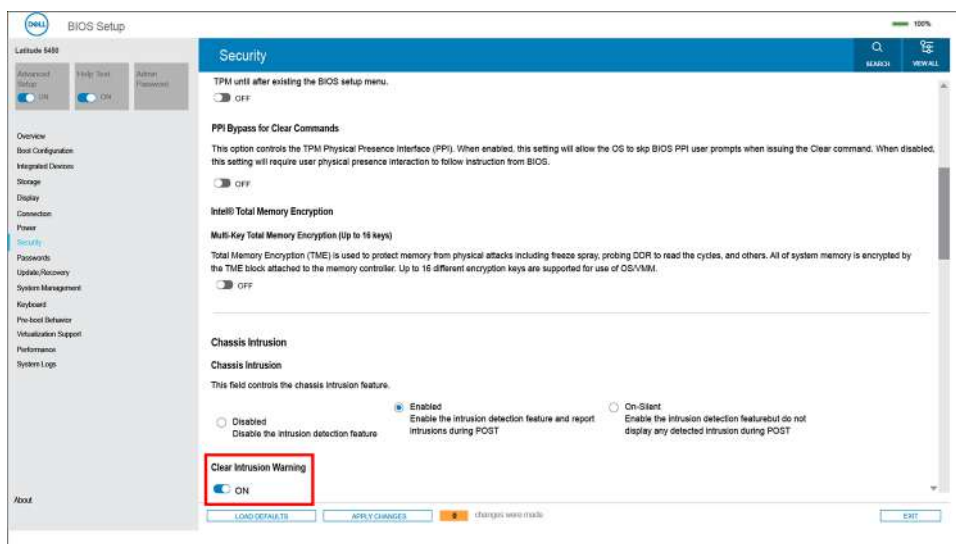 DELL
BIOS Setup
100%
Latitude 5450
Advanced Setup
ON
Help Text
ON
Admin Password
Security
SEARCH
VIEW ALL
TPM until after existing the BIOS setup menu.
OFF
PPI Bypass for Clear Commands
This option controls the TPM Physical Presence Interface (PPI). When enabled, this setting will allow the OS to skp BIOS PPI user prompts when issuing the Clear command. When disabled,
this setting will require user physical presence interaction to follow instruction from BIOS.
OFF
Intel® Total Memory Encryption
Multi-Key Total Memory Encryption (Up to 16 keys)
Total Memory Encryption (TME) is used to protect memory from physical attacks including freeze spray, probing DDR to read the cycles, and others. All of system memory is encrypted by
the TME block attached to the memory controller. Up to 16 different encryption keys are supported for use of OS/VMM.
OFF
Chassis Intrusion
Chassis Intrusion
This field controls the chassis intrusion feature.
Disabled
Disable the intrusion detection feature
Enabled
Enable the intrusion detection feature and report
intrusions during POST
On-Silent
Enable the intrusion detection featurebut do not
display any detected intrusion during POST
Clear Intrusion Warning
ON
Overview
Boot Configuration
Integrated Devices
Storage
Display
Connection
Power
Security
Passwords
Update,Recovery
System Management
Keyboard
Pre-boot Behavior
Virtualization Support
Performance
System Logs
About
LOAD DEFAULTS
APPLY CHANGES
changes were made
EXIT